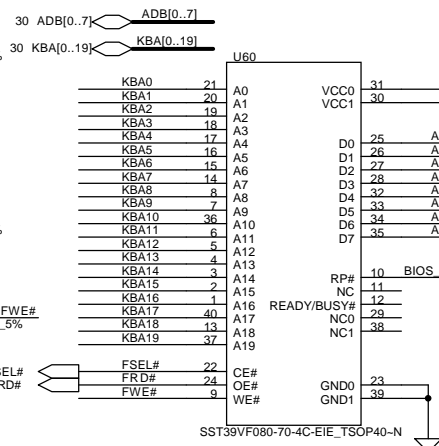 30 ADB[0..7] ADB[0..7]
30 KBA[0..19] KBA[0..19]
U60
KBA0 21 A0 VCC0 31
KBA1 20 A1 VCC1 30
KBA2 19 A2
KBA3 18 A3
KBA4 17 A4 D0 25 A
KBA5 16 A5 D1 26 A
KBA6 15 A6 D2 27 A
KBA7 14 A7 D3 28 A
KBA8 8 A8 D4 32 A
KBA9 7 A9 D5 33 A
KBA10 36 A10 D6 34 A
KBA11 6 A11 D7 35 A
KBA12 5 A12
KBA13 4 A13
KBA14 3 A14 RP# 10 BIOS_
KBA15 2 A15 NC 11
KBA16 1 A16 READY/BUSY# 12
FWE# KBA17 40 A17 NC0 29
_5% KBA18 13 A18 NC1 38
KBA19 37 A19
SEL# FSEL# 22 CE#
RD# FRD# 24 OE# GND0 23
FWE# 9 WE# GND1 39
SST39VF080-70-4C-EIE_TSOP40~N